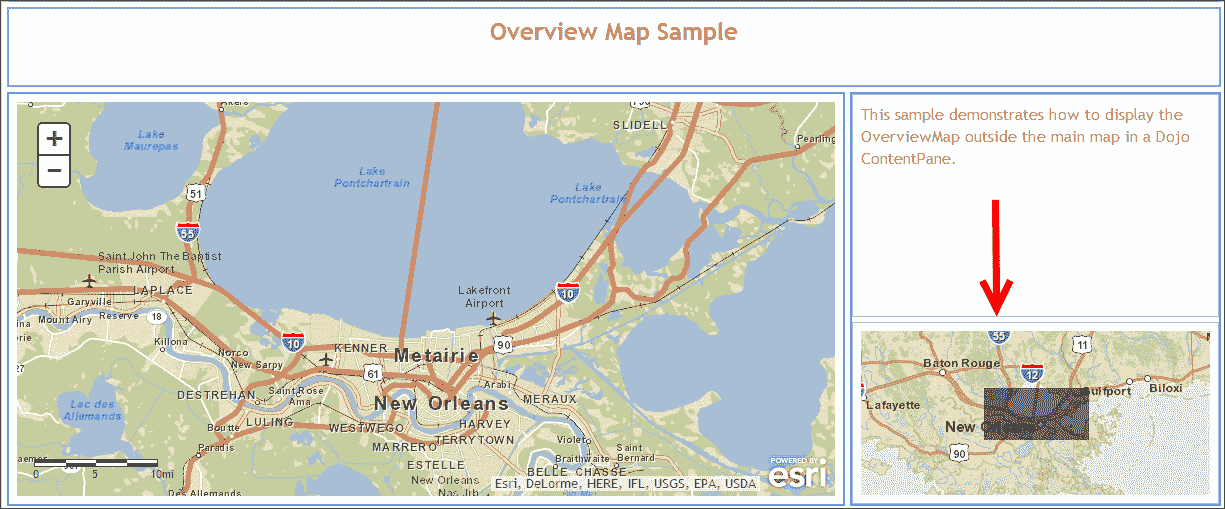 Overview Map Sample
This sample demonstrates how to display the
OverviewMap outside the main map in a Dojo
ContentPane.
Akers
Lake
Maurepas
SLIDELL
Pearling
+
−
Lake
Pontchartrain
Lake
Pontchartrain
51
55
Saint John The Baptist
Parish Airport
LAPLACE
Lakefront
Airport
10
Garyville
Mount Airy
Reserve
18
Killona
10
KENNER
Metairie
90
Norco
New Sarpy
61
Arabi
27
DESTREHAN
Saint Rose
Ama
New Orleans
MERAUX
Lac des
Allemands
Boutte
LULING
WESTWEGO
HARVEY
TERRYTOWN
MARRERO
Paradis
Violet
Braithwaite
Saint
Bernard
ESTELLE
BELLE CHASSE
New Orleans
Nas Jrb
0
5
10mi
Des Allemands
Esri, DeLorme, HERE, IFL, USGS, EPA, USDA
POWERED BY
esri
55
11
Baton Rouge
12
Gulfport
Biloxi
Lafayette
New Orleans
90